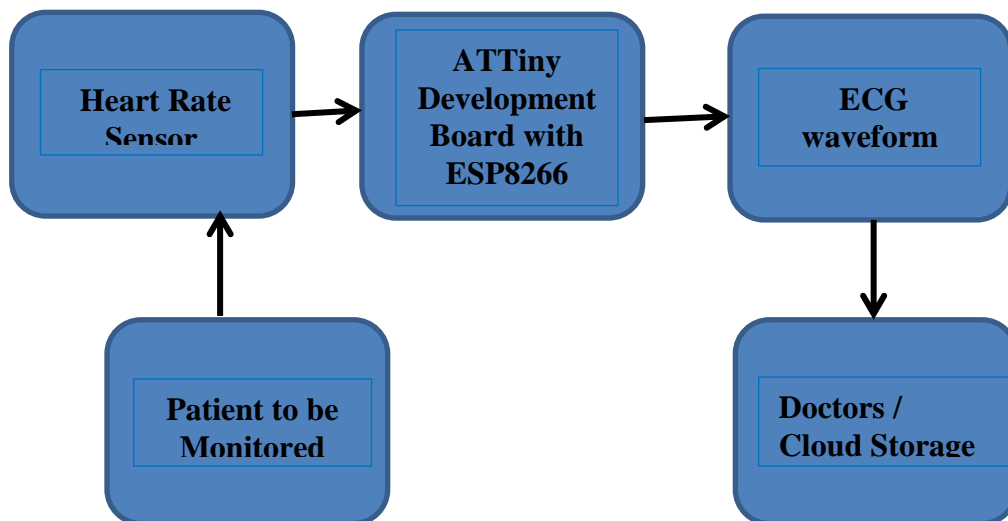 Heart Rate
Sensor
ATTiny
Development
Board with
ESP8266
ECG
waveform
Patient to be
Monitored
Doctors /
Cloud Storage